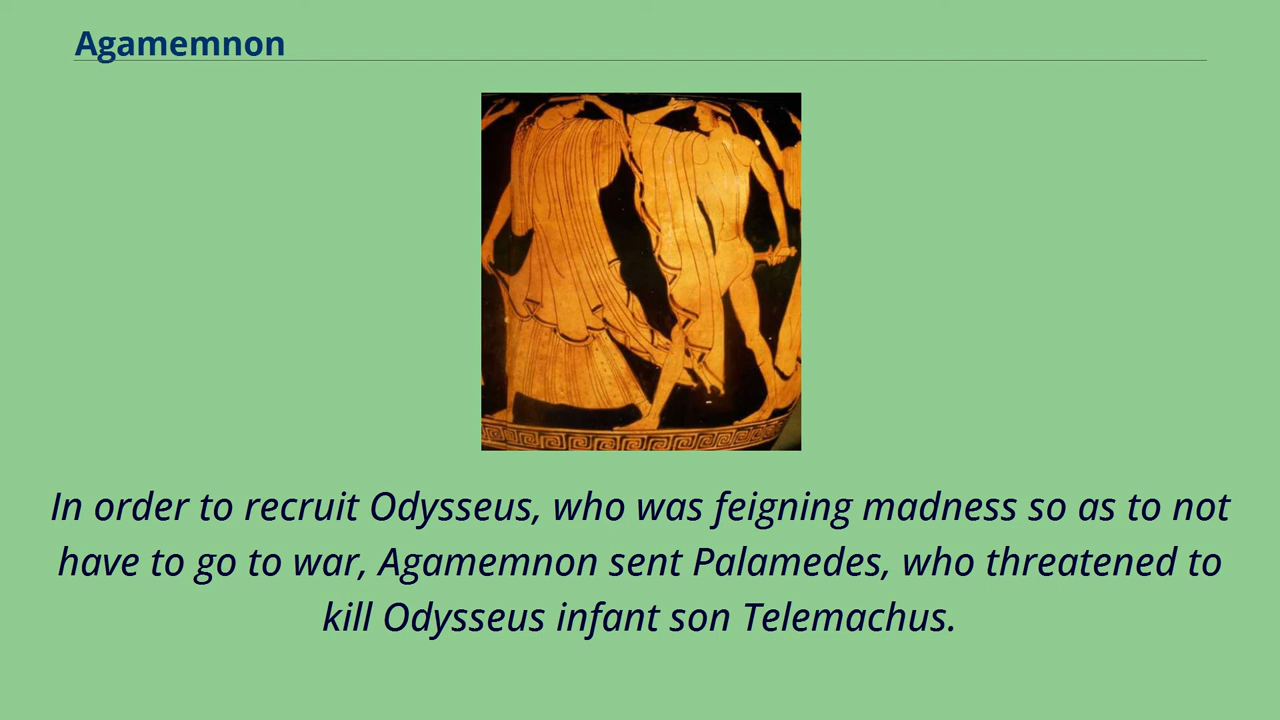 Agamemnon
In order to recruit Odysseus, who was feigning madness so as to not
have to go to war, Agamemnon sent Palamedes, who threatened to
kill Odysseus infant son Telemachus.